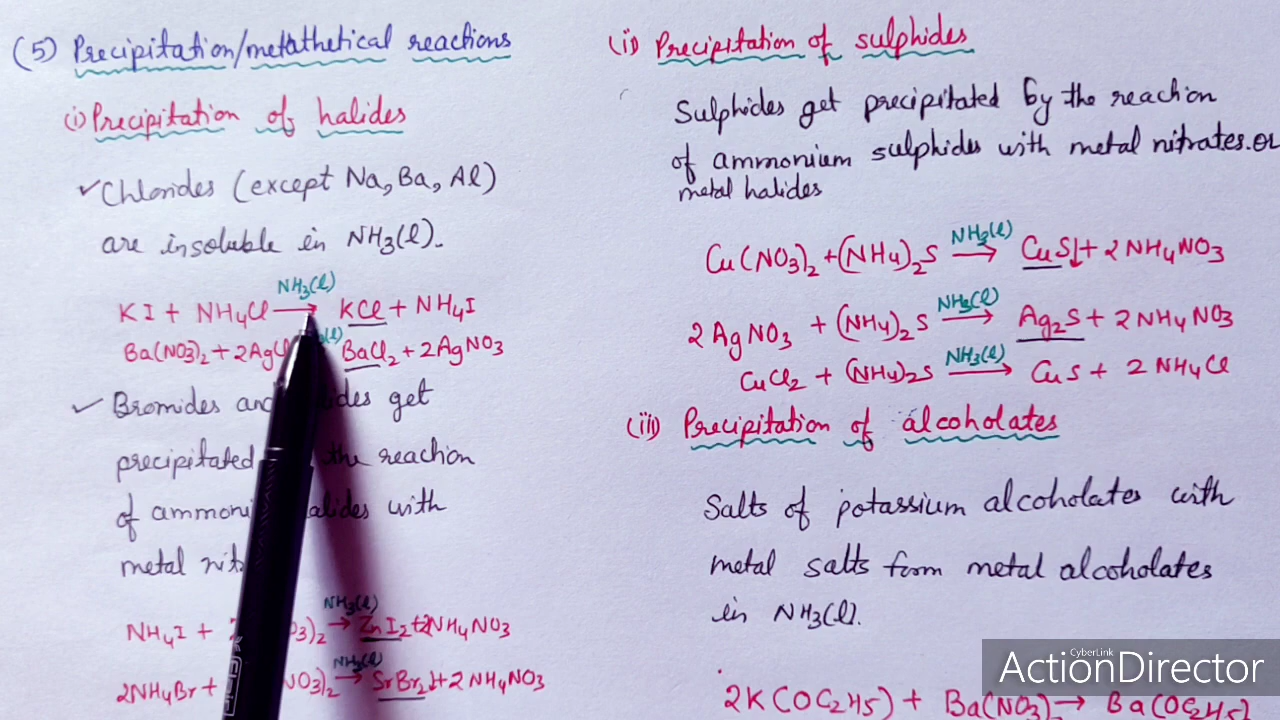 (5) Precipitation/metathetical reactions
(i) Precipitation of halides
✓Chlorides (except Na, Ba, Al)
are insoluble in NH3(l).
NH3(l)
KI + NH4Cl → KCl + NH4I
Ba(NO3)2 + 2AgCl BaCl2 + 2AgNO3
✓ Bromides get
precipitated the reaction
of with
metal
NH3(l)
NH4I + → ZnI2 + 2NH4NO3
NH3(l)
2NH4Br + → SrBr2↓ + 2NH4NO3
(ii) Precipitation of sulphides
Sulphides get precipitated by the reaction
of ammonium sulphides with metal nitrates. or
metal halides
NH3(l)
Cu(NO3)2 + (NH4)2S → CuS↓ + 2NH4NO3
NH3(l)
2AgNO3 + (NH4)2S → Ag2S + 2NH4NO3
NH3(l)
CuCl2 + (NH4)2S → CuS + 2NH4Cl
(iii) Precipitation of alcoholates
Salts of potassium alcoholates with
metal salts form metal alcoholates
in NH3(l).
2K(OC2H5) + Ba(NO3)2 → Ba(OC2H5)
CyberLink
ActionDirector